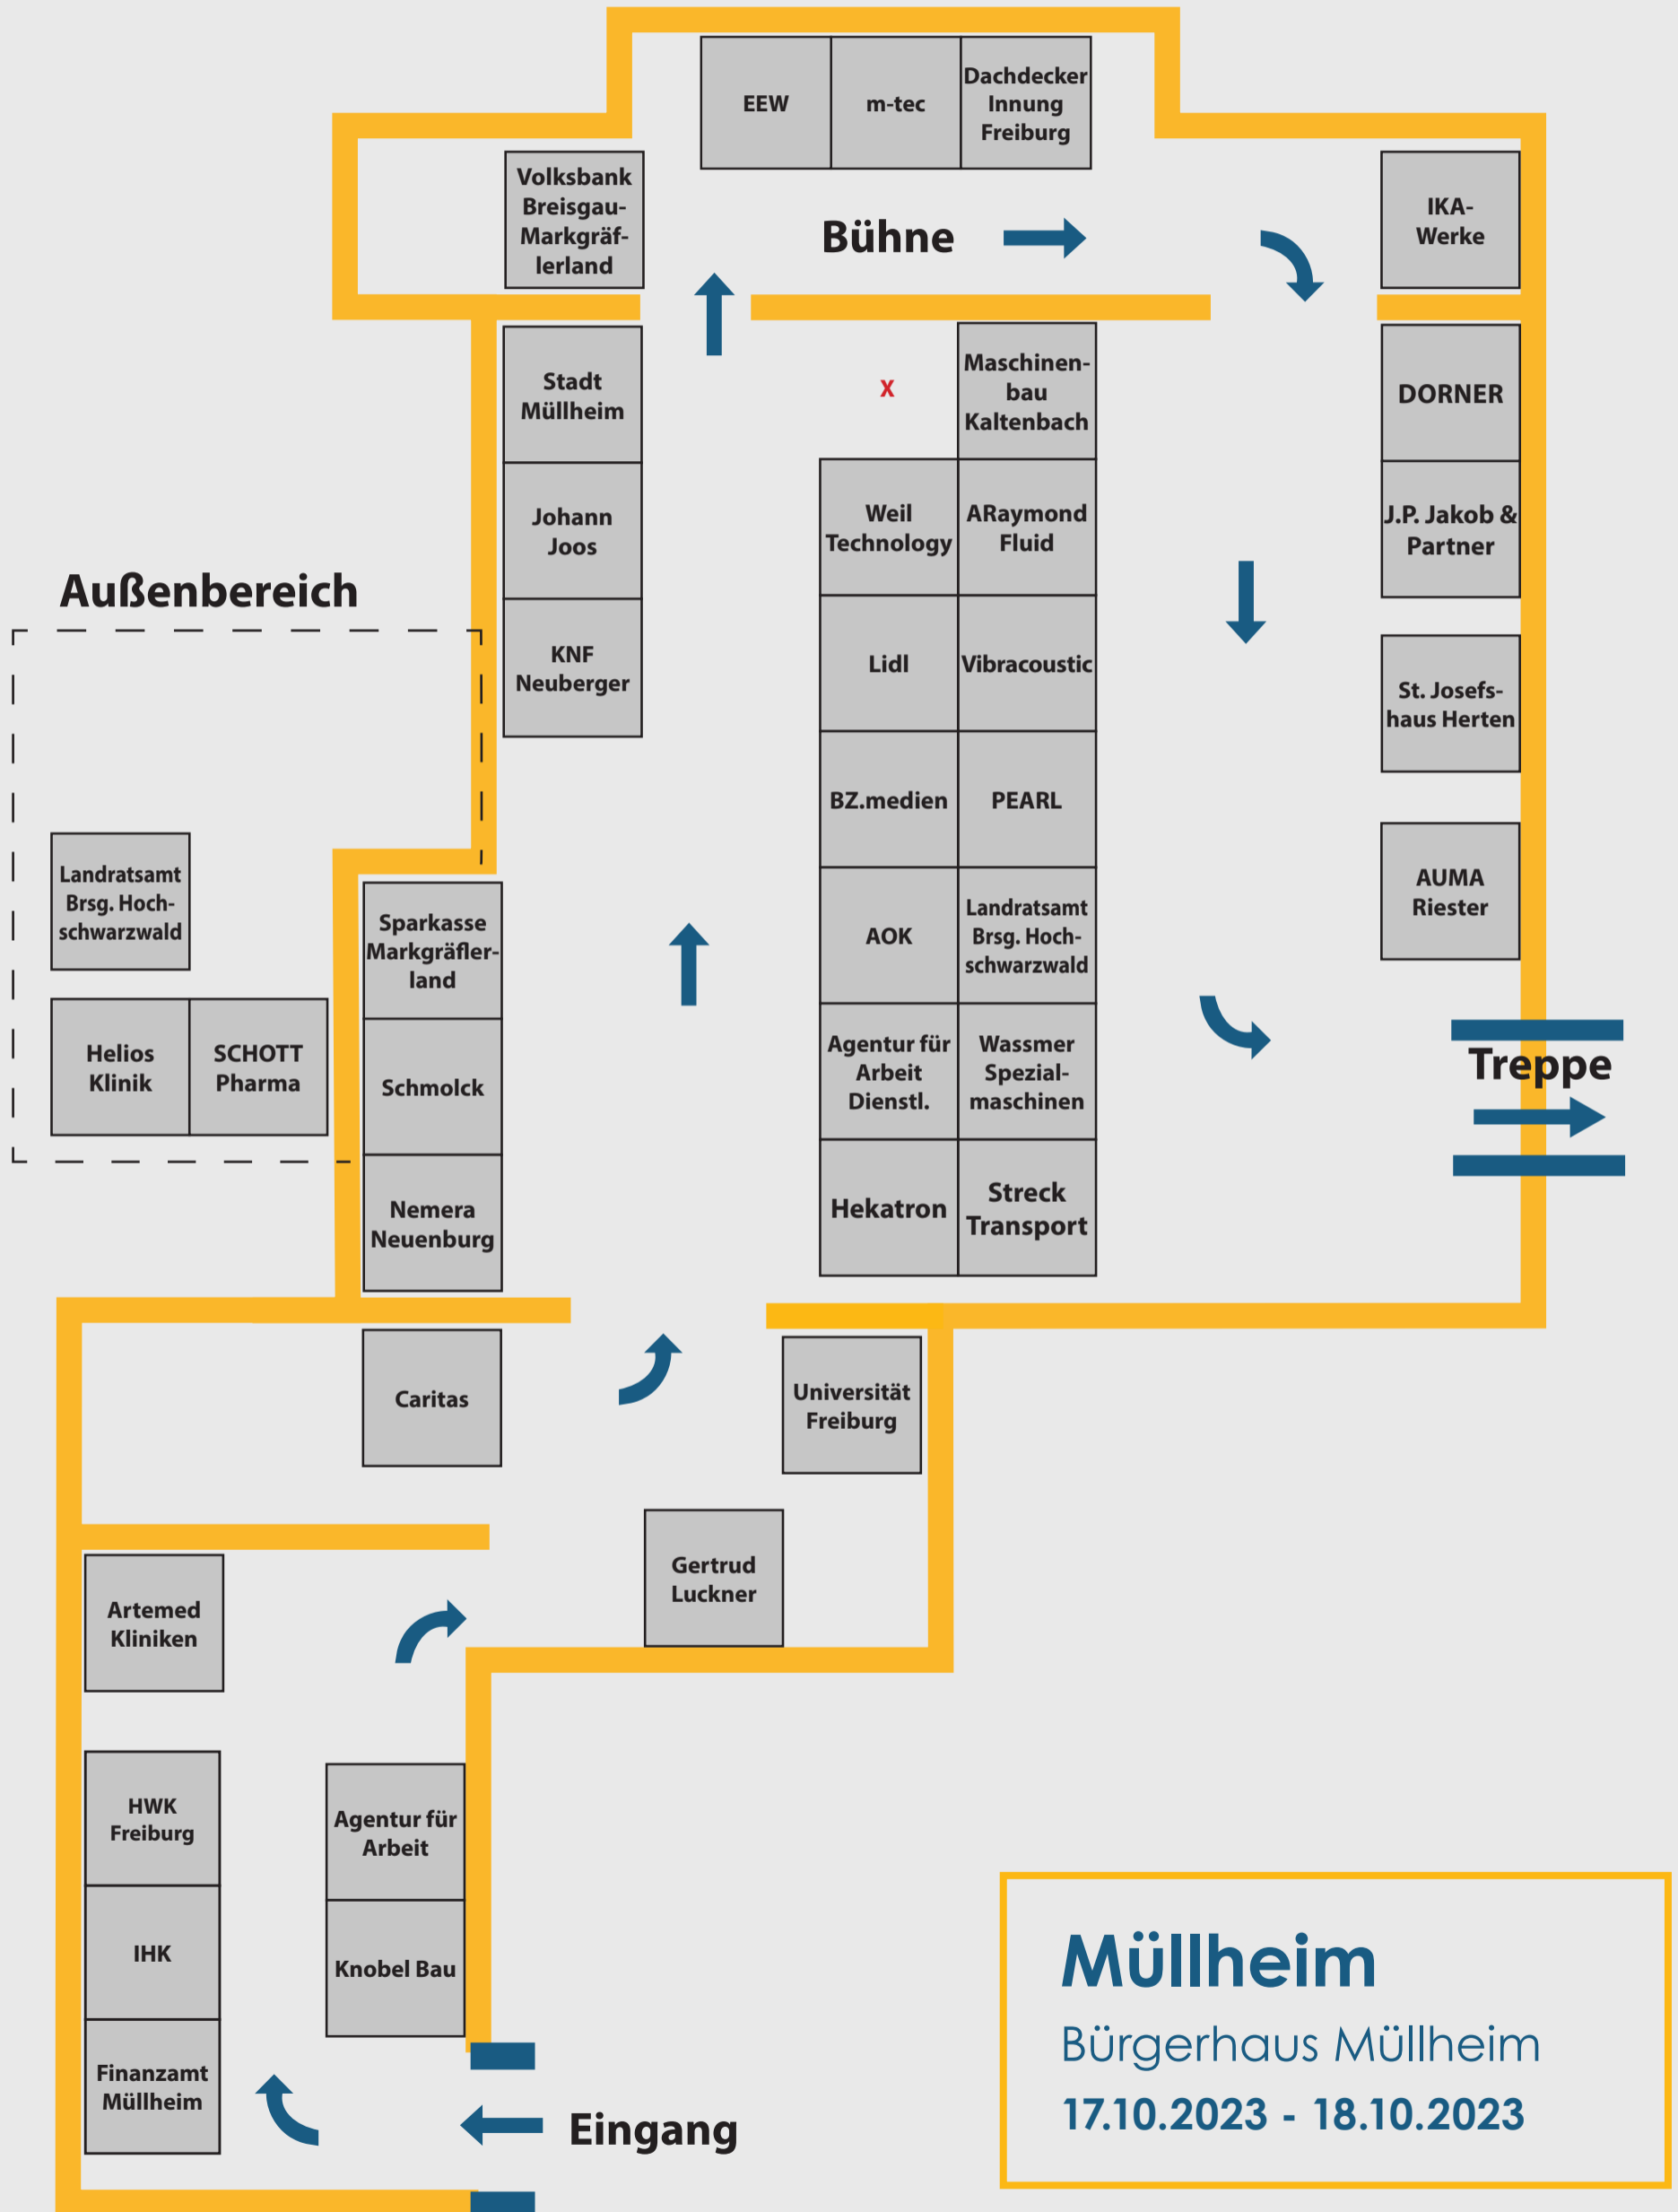 EEW
m-tec
Dachdecker
Innung
Freiburg
Volksbank
Breisgau-
Markgräf-
lerland
Bühne
IKA-
Werke
Stadt
Müllheim
x
Maschinen-
bau
Kaltenbach
DORNER
Johann
Joos
Weil
Technology
ARaymond
Fluid
J.P. Jakob &
Partner
Außenbereich
KNF
Neuberger
Lidl
Vibracoustic
St. Josefs-
haus Herten
BZ.medien
PEARL
Landratsamt
Brsg. Hoch-
schwarzwald
Sparkasse
Markgräfler-
land
AOK
Landratsamt
Brsg. Hoch-
schwarzwald
AUMA
Riester
Helios
Klinik
SCHOTT
Pharma
Schmolck
Agentur für
Arbeit
Dienstl.
Wassmer
Spezial-
maschinen
Treppe
Nemera
Neuenburg
Hekatron
Streck
Transport
Caritas
Universität
Freiburg
Gertrud
Luckner
Artemed
Kliniken
HWK
Freiburg
Agentur für
Arbeit
IHK
Knobel Bau
Finanzamt
Müllheim
Eingang
Müllheim
Bürgerhaus Müllheim
17.10.2023 - 18.10.2023